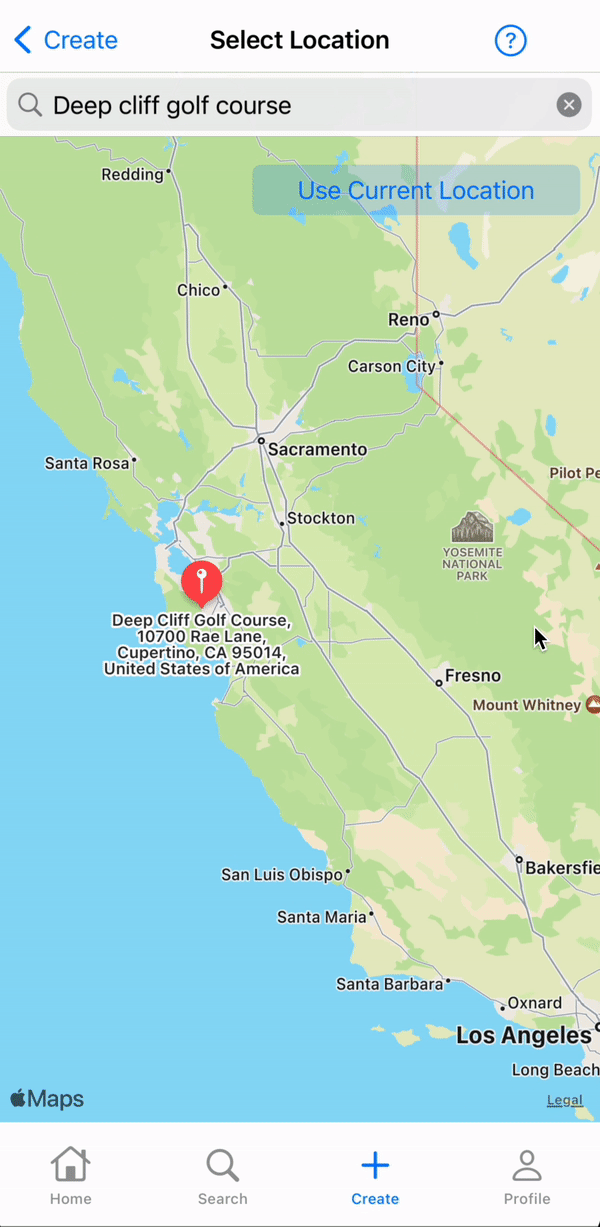 Create
Select Location
?
Deep cliff golf course
Redding
Use Current Location
Chico
Reno
Carson City
Sacramento
Santa Rosa
Pilot Pe
Stockton
YOSEMITE
NATIONAL
PARK
Deep Cliff Golf Course,
10700 Rae Lane,
Cupertino, CA 95014,
United States of America
Fresno
Mount Whitney
Bakersfie
San Luis Obispo
Santa Maria
Santa Barbara
Oxnard
Los Angeles
Long Beach
Maps
Legal
Home
Search
Create
Profile